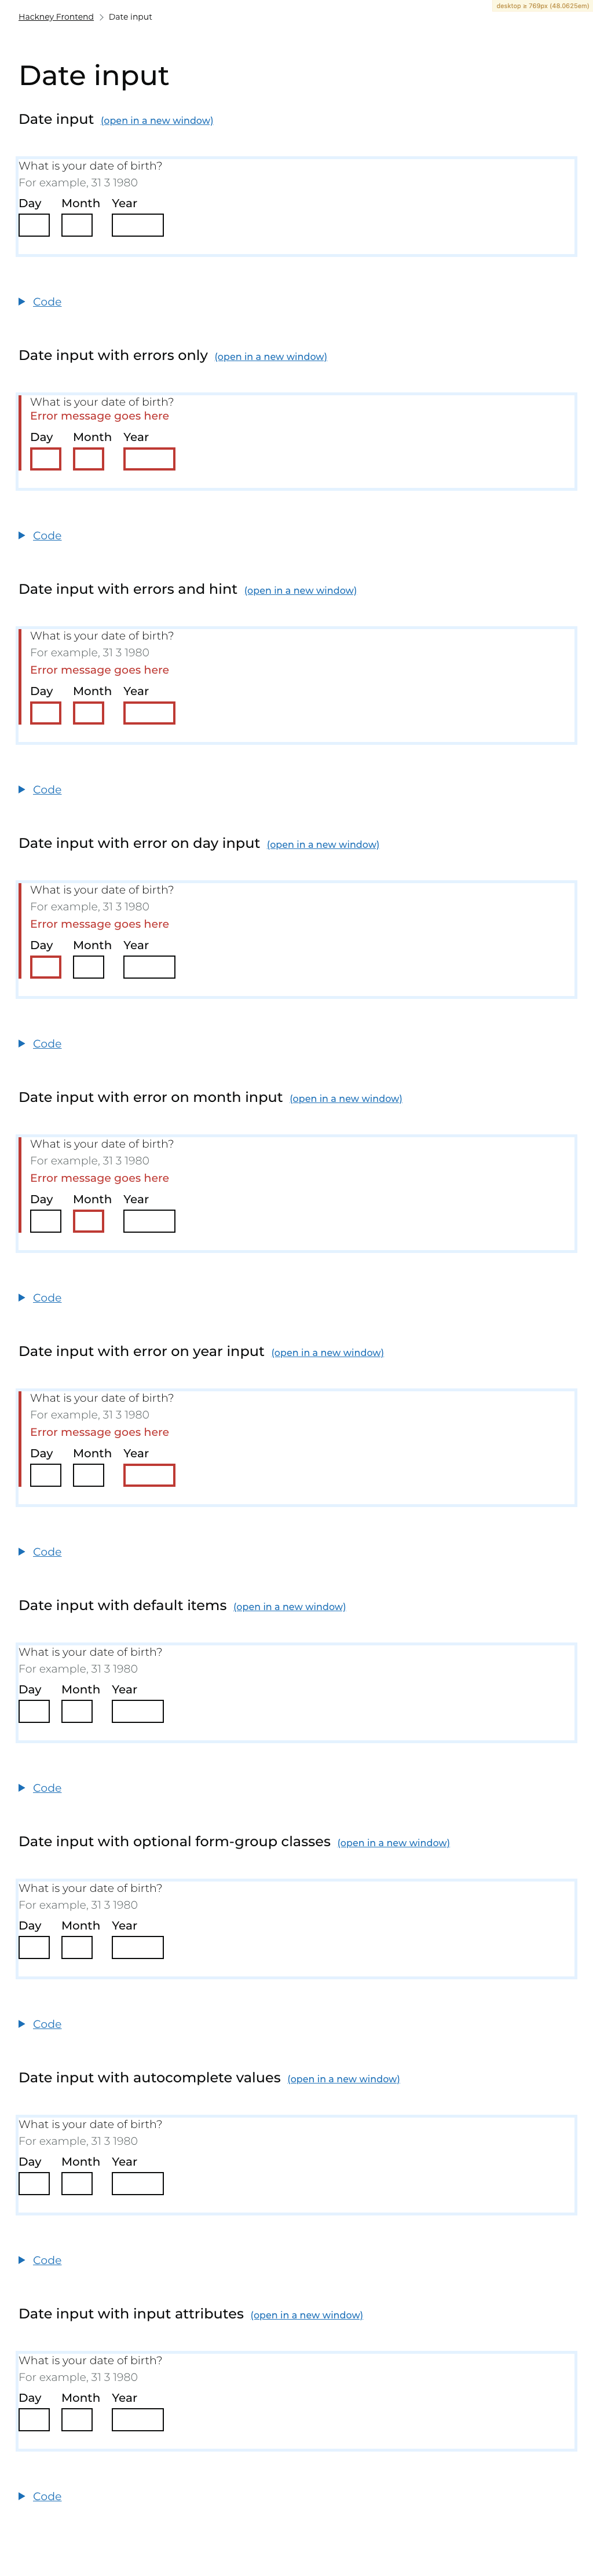 desktop ≥ 769px (48.0625em)
Hackney Frontend Date input
Date input
Date input (open in a new window)
What is your date of birth?
For example, 31 3 1980
Day Month Year
Code
Date input with errors only (open in a new window)
What is your date of birth?
Error message goes here
Day Month Year
Code
Date input with errors and hint (open in a new window)
What is your date of birth?
For example, 31 3 1980
Error message goes here
Day Month Year
Code
Date input with error on day input (open in a new window)
What is your date of birth?
For example, 31 3 1980
Error message goes here
Day Month Year
Code
Date input with error on month input (open in a new window)
What is your date of birth?
For example, 31 3 1980
Error message goes here
Day Month Year
Code
Date input with error on year input (open in a new window)
What is your date of birth?
For example, 31 3 1980
Error message goes here
Day Month Year
Code
Date input with default items (open in a new window)
What is your date of birth?
For example, 31 3 1980
Day Month Year
Code
Date input with optional form-group classes (open in a new window)
What is your date of birth?
For example, 31 3 1980
Day Month Year
Code
Date input with autocomplete values (open in a new window)
What is your date of birth?
For example, 31 3 1980
Day Month Year
Code
Date input with input attributes (open in a new window)
What is your date of birth?
For example, 31 3 1980
Day Month Year
Code